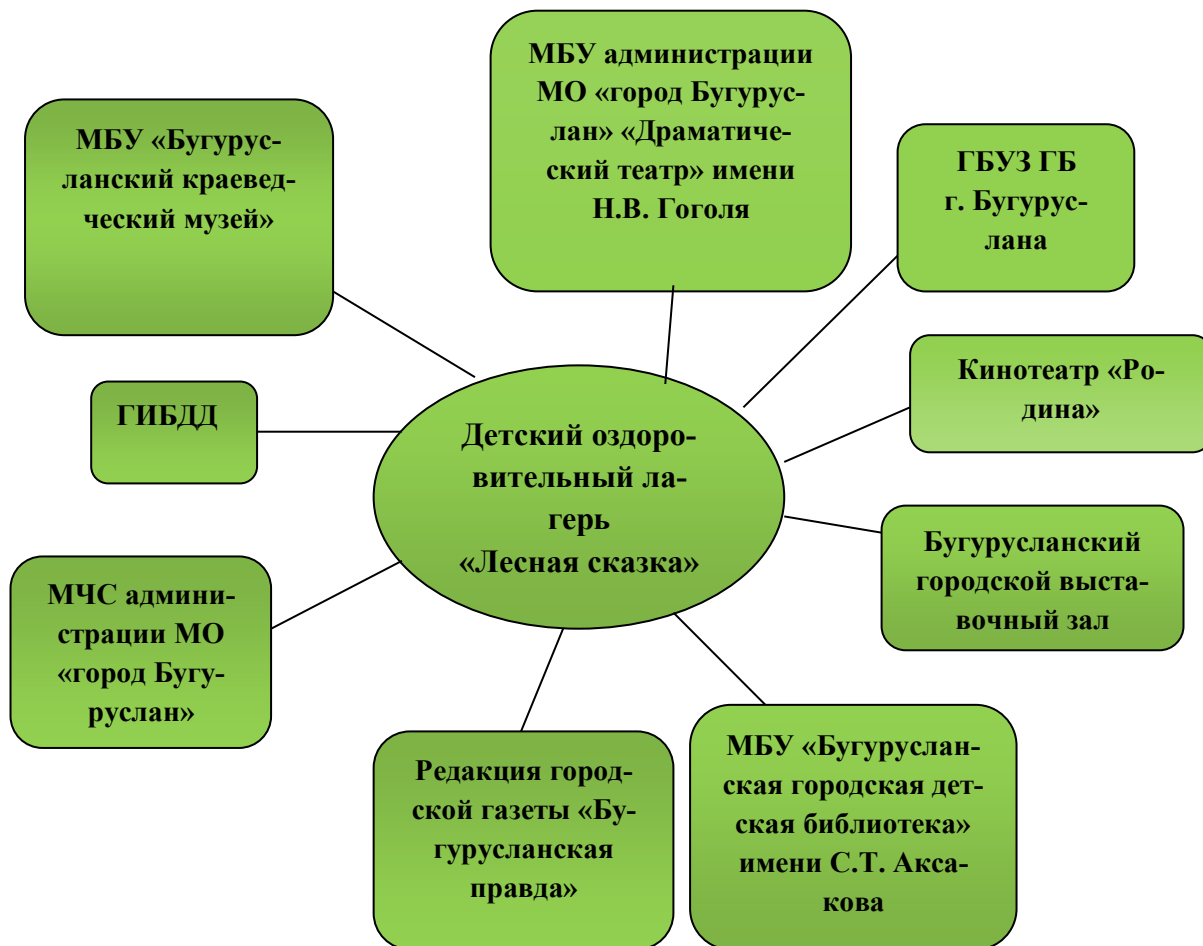 МБУ администрации
МО «город Бугурус-
лан» «Драматиче-
ский театр» имени
Н.В. Гоголя
МБУ «Бугурус-
ланский краевед-
ческий музей»
ГБУЗ ГБ
г. Бугурус-
лана
Кинотеатр «Ро-
дина»
ГИБДД
Детский оздоро-
вительный ла-
герь
«Лесная сказка»
Бугурусланский
городской выста-
вочный зал
МЧС админи-
страции МО
«город Бугу-
руслан»
Редакция город-
ской газеты «Бу-
гурусланская
правда»
МБУ «Бугуруслан-
ская городская дет-
ская библиотека»
имени С.Т. Акса-
кова